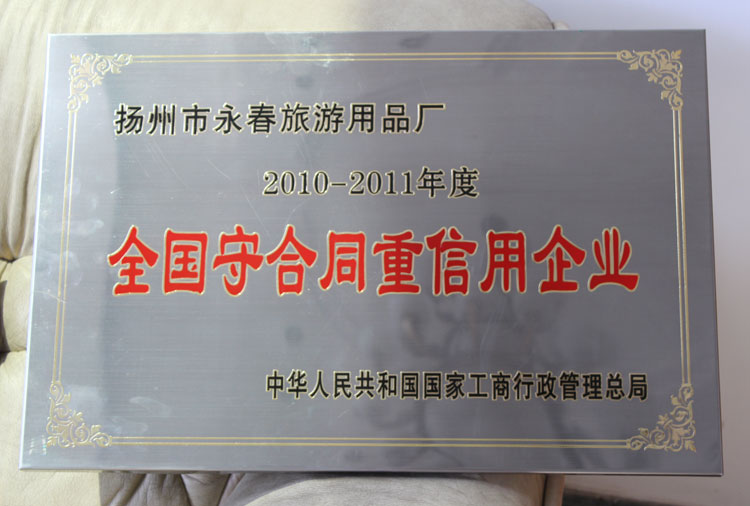 扬州市永春旅游用品厂
2010-2011年度
全国守合同重信用企业
中华人民共和国国家工商行政管理总局